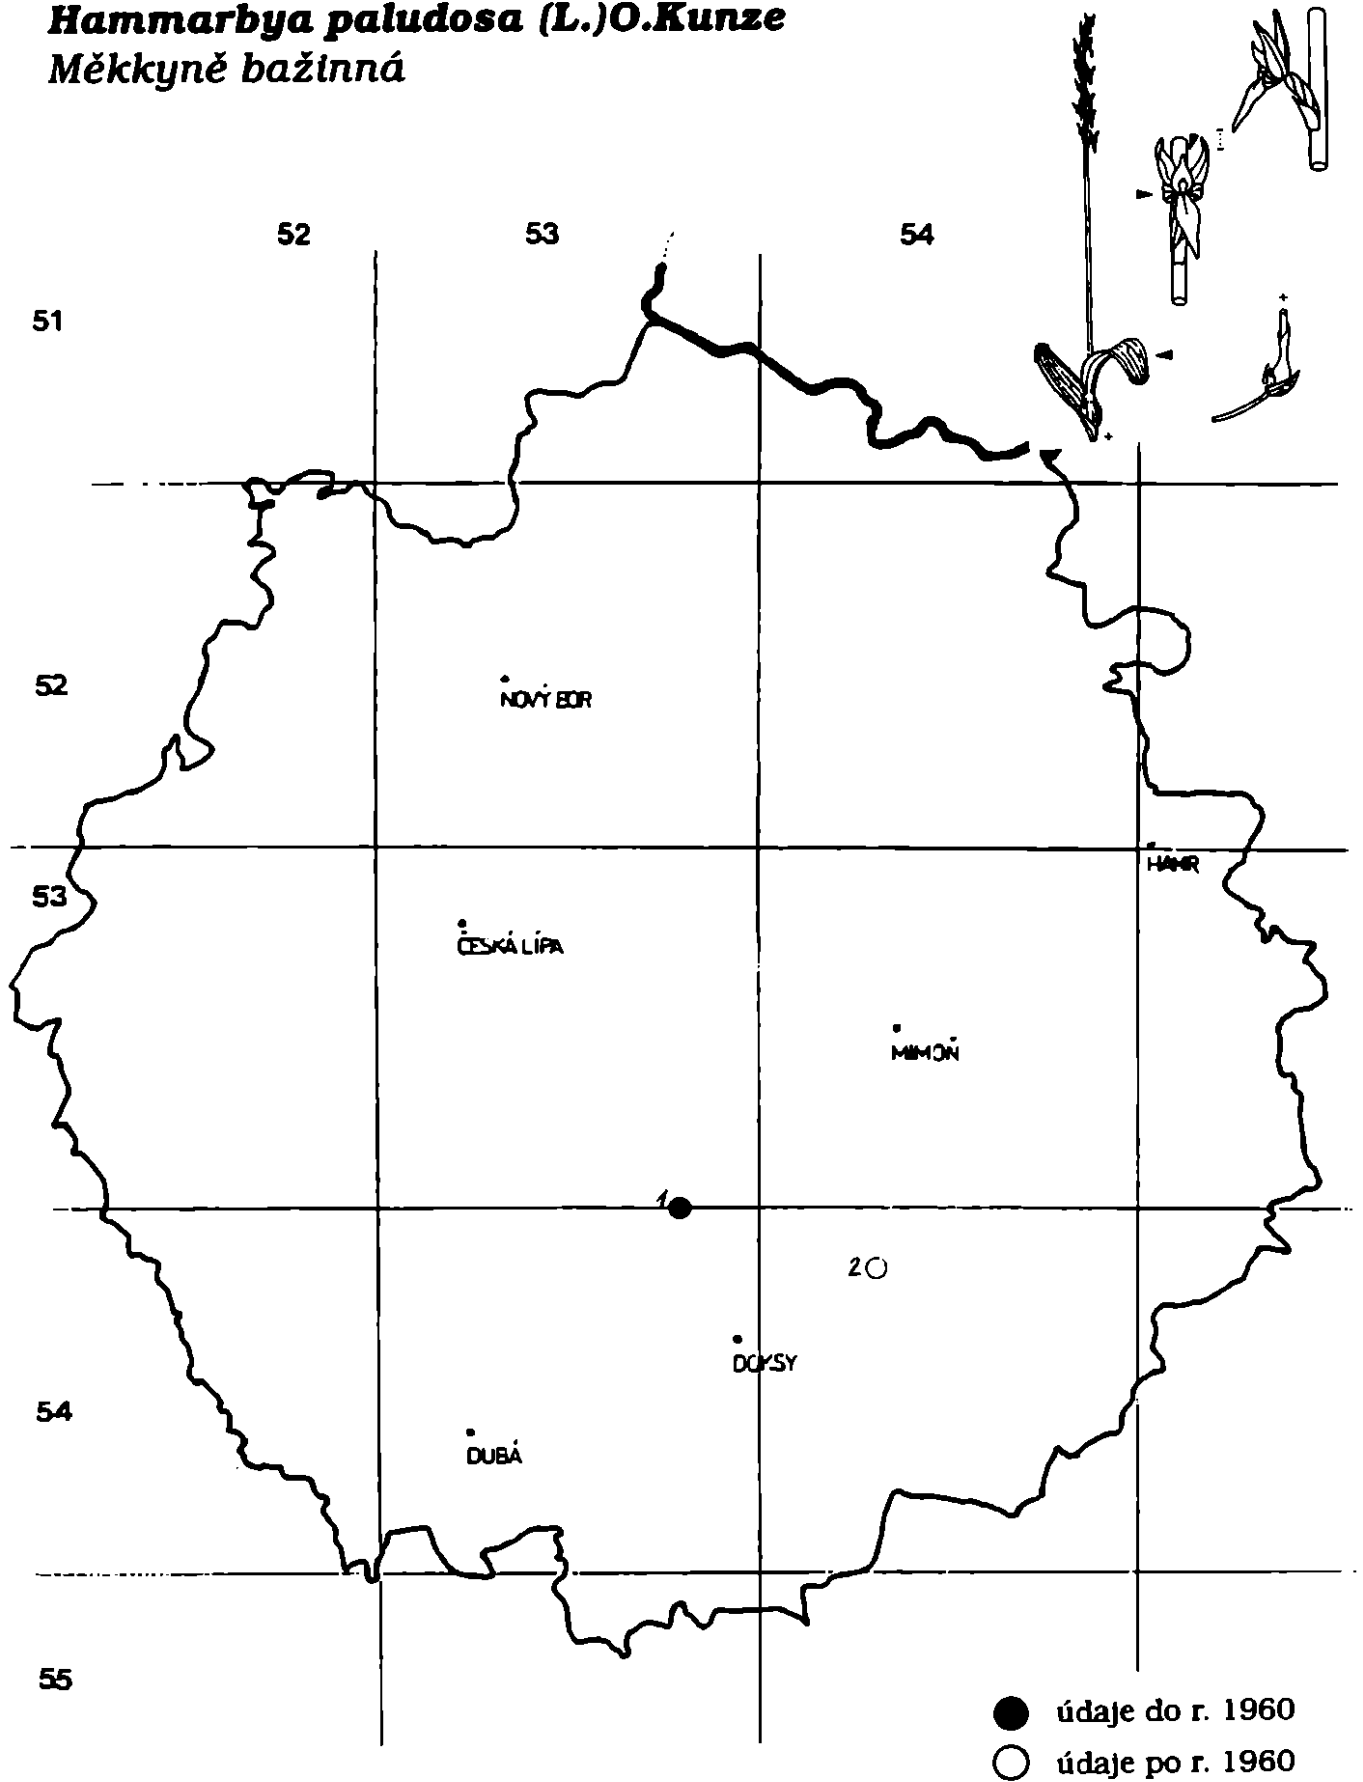 Hammarbya paludosa (L.)O.Kunze
Měkkyně bažinná
52 53 54
51
52
NOVÝ BOR
HAMR
53
ČESKÁ LÍPA
MIMOŇ
1
2
DOKSY
54
DUBÁ
55
údaje do r. 1960
údaje po r. 1960